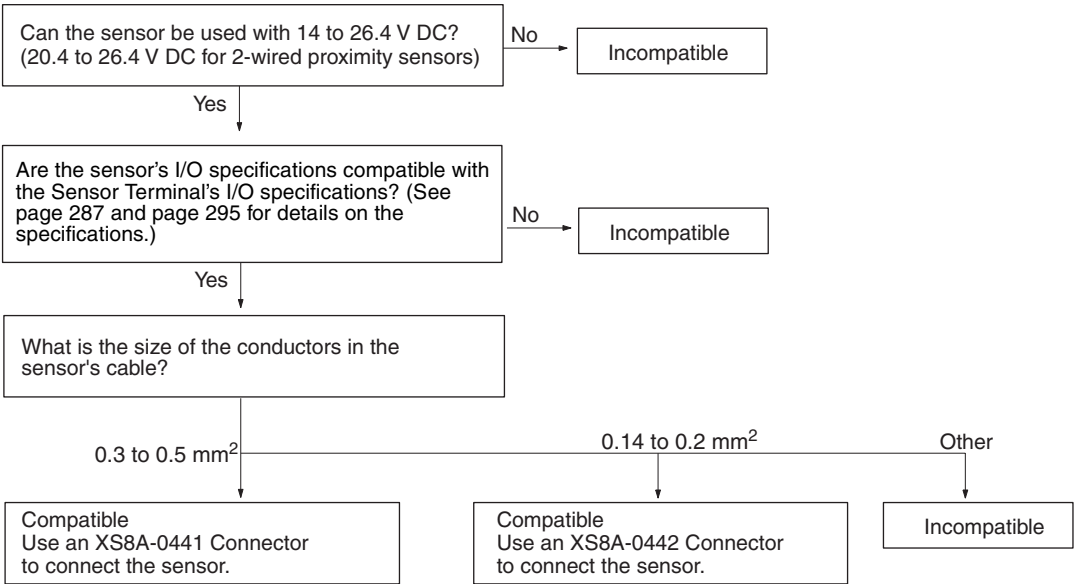 Can the sensor be used with 14 to 26.4 V DC?
(20.4 to 26.4 V DC for 2-wired proximity sensors)
No
Incompatible
Yes
Are the sensor’s I/O specifications compatible with
the Sensor Terminal’s I/O specifications? (See
page 287 and page 295 for details on the
specifications.)
No
Incompatible
Yes
What is the size of the conductors in the
sensor's cable?
0.3 to 0.5 mm²
0.14 to 0.2 mm²
Other
Compatible
Use an XS8A-0441 Connector
to connect the sensor.
Compatible
Use an XS8A-0442 Connector
to connect the sensor.
Incompatible